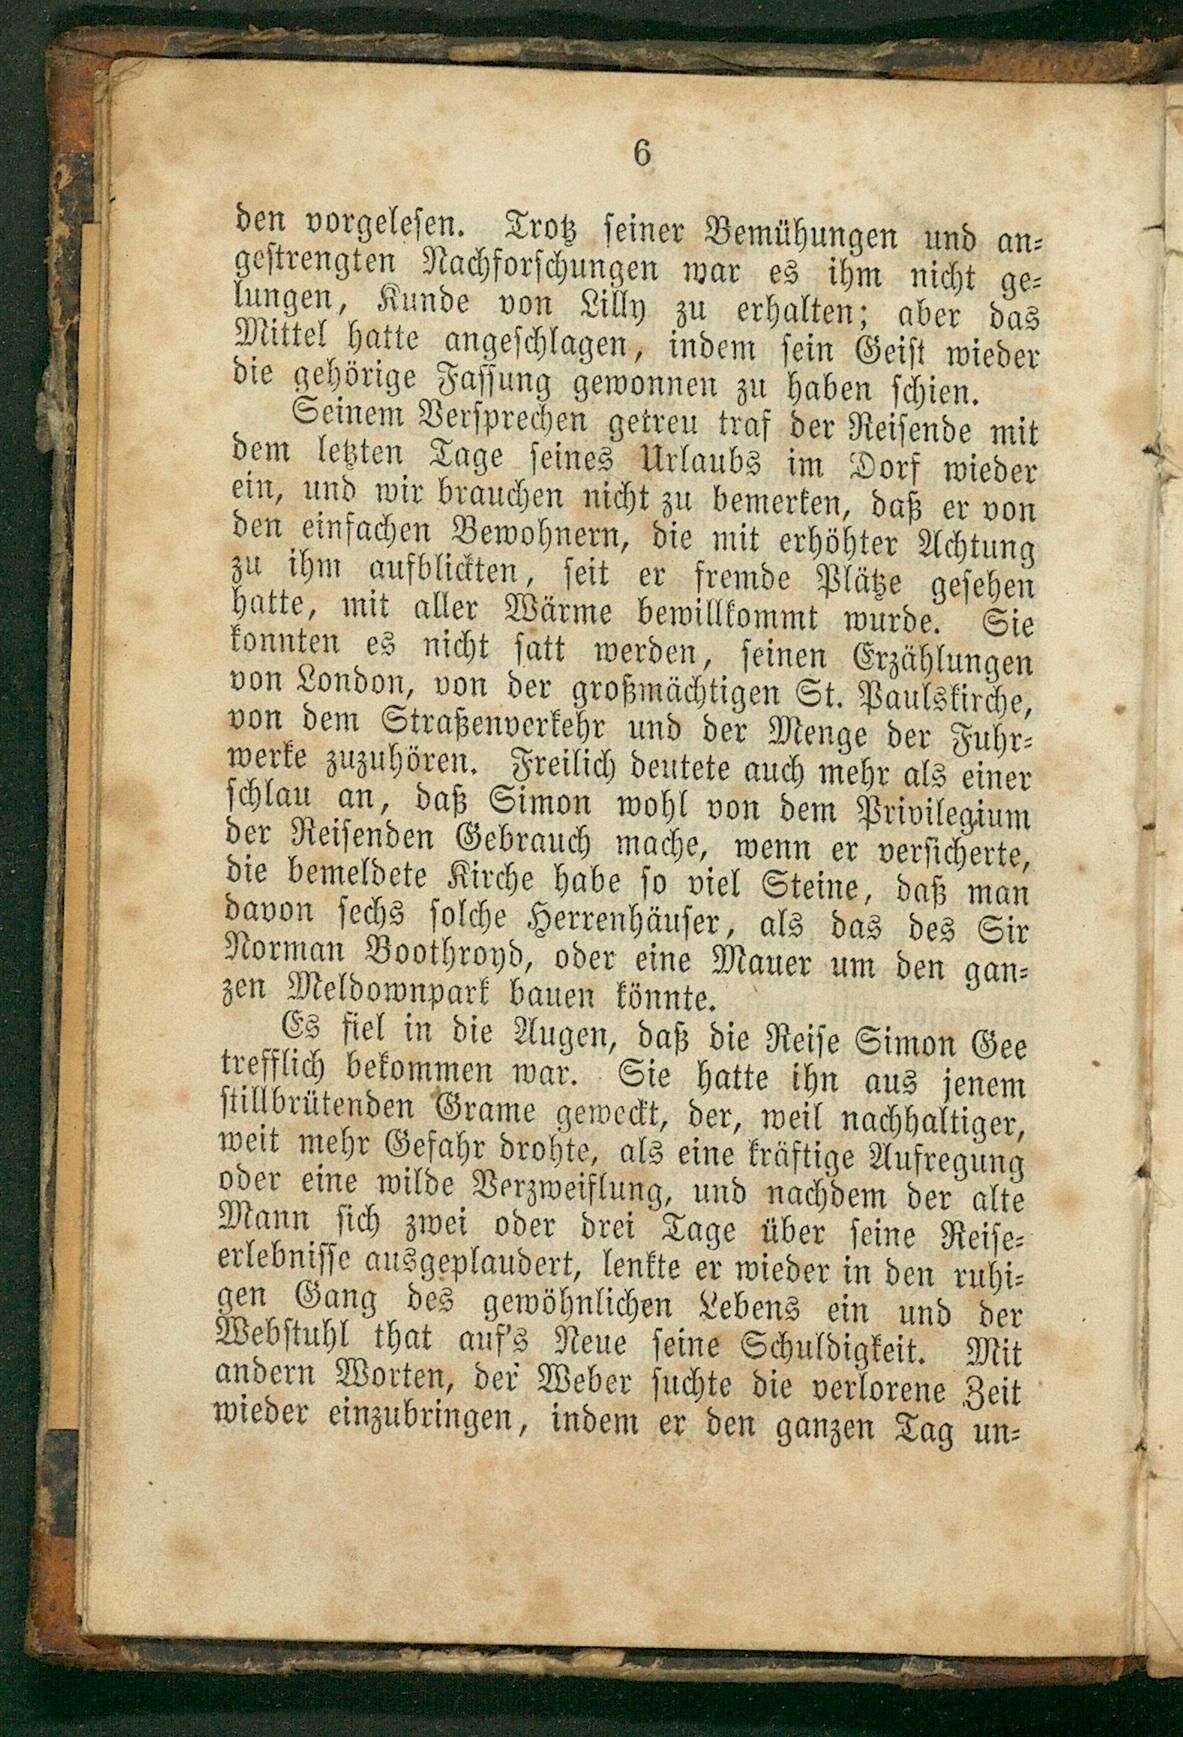 6
den vorgelesen. Trotz seiner Bemühungen und an-
gestrengten Nachforschungen war es ihm nicht ge-
lungen, Kunde von Lilly zu erhalten; aber das
Mittel hatte angeschlagen, indem sein Geist wieder
die gehörige Fassung gewonnen zu haben schien.
Seinem Versprechen getreu traf der Reisende mit
dem letzten Tage seines Urlaubs im Dorf wieder
ein, und wir brauchen nicht zu bemerken, daß er von
den einfachen Bewohnern, die mit erhöhter Achtung
zu ihm aufblickten, seit er fremde Plätze gesehen
hatte, mit aller Wärme bewillkommt wurde. Sie
konnten es nicht satt werden, seinen Erzählungen
von London, von der großmächtigen St. Paulskirche,
von dem Straßenverkehr und der Menge der Fuhr-
werke zuzuhören. Freilich deutete auch mehr als einer
schlau an, daß Simon wohl von dem Privilegium
der Reisenden Gebrauch mache, wenn er versicherte,
die bemeldete Kirche habe so viel Steine, daß man
davon sechs solche Herrenhäuser, als das des Sir
Norman Boothroyd, oder eine Mauer um den gan-
zen Meldownpark bauen könnte.
Es fiel in die Augen, daß die Reise Simon Gee
trefflich bekommen war. Sie hatte ihn aus jenem
stillbrütenden Grame geweckt, der, weil nachhaltiger,
weit mehr Gefahr drohte, als eine kräftige Aufregung
oder eine wilde Verzweiflung, und nachdem der alte
Mann sich zwei oder drei Tage über seine Reise-
erlebnisse ausgeplaudert, lenkte er wieder in den ruhi-
gen Gang des gewöhnlichen Lebens ein und der
Webstuhl that auf's Neue seine Schuldigkeit. Mit
andern Worten, der Weber suchte die verlorene Zeit
wieder einzubringen, indem er den ganzen Tag un-